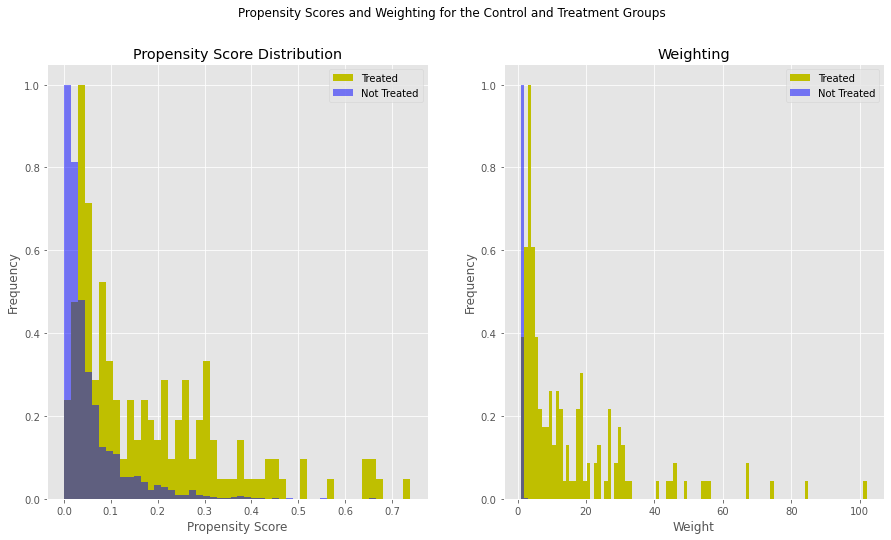 Propensity Scores and Weighting for the Control and Treatment Groups
Propensity Score Distribution
Treated
Not Treated
1.0
0.8
0.6
0.4
0.2
0.0
Frequency
0.0 0.1 0.2 0.3 0.4 0.5 0.6 0.7
Propensity Score
Weighting
Treated
Not Treated
1.0
0.8
0.6
0.4
0.2
0.0
Frequency
0 20 40 60 80 100
Weight